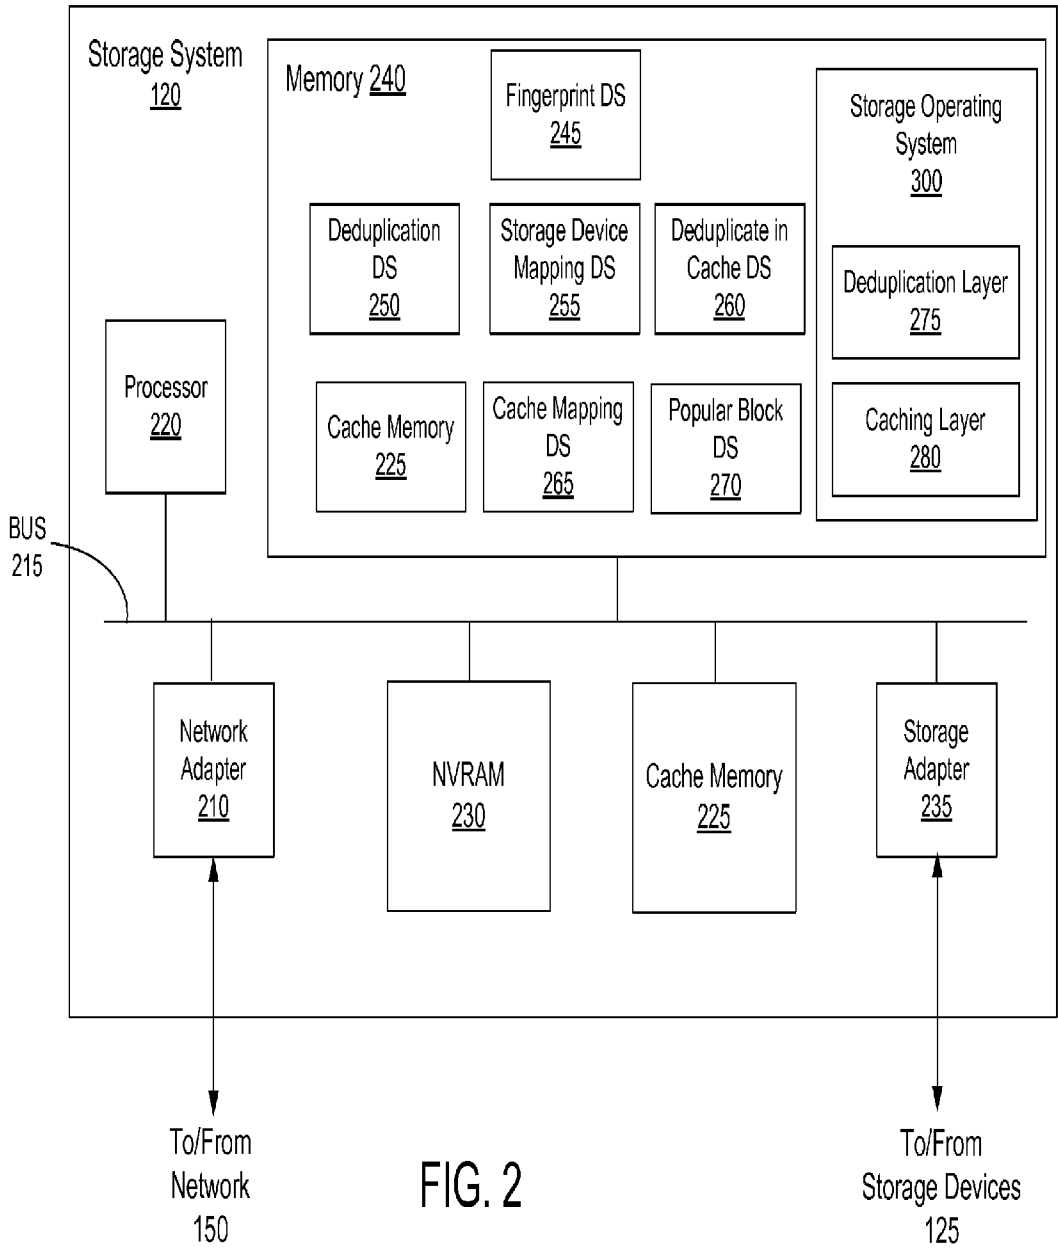 Storage System
120
Memory 240
Fingerprint DS
245
Storage Operating
System
300
Deduplication
DS
250
Storage Device
Mapping DS
255
Deduplicate in
Cache DS
260
Deduplication Layer
275
Processor
220
Cache Memory
225
Cache Mapping
DS
265
Popular Block
DS
270
Caching Layer
280
BUS
215
Network
Adapter
210
NVRAM
230
Cache Memory
225
Storage
Adapter
235
To/From
Network
150
FIG. 2
To/From
Storage Devices
125